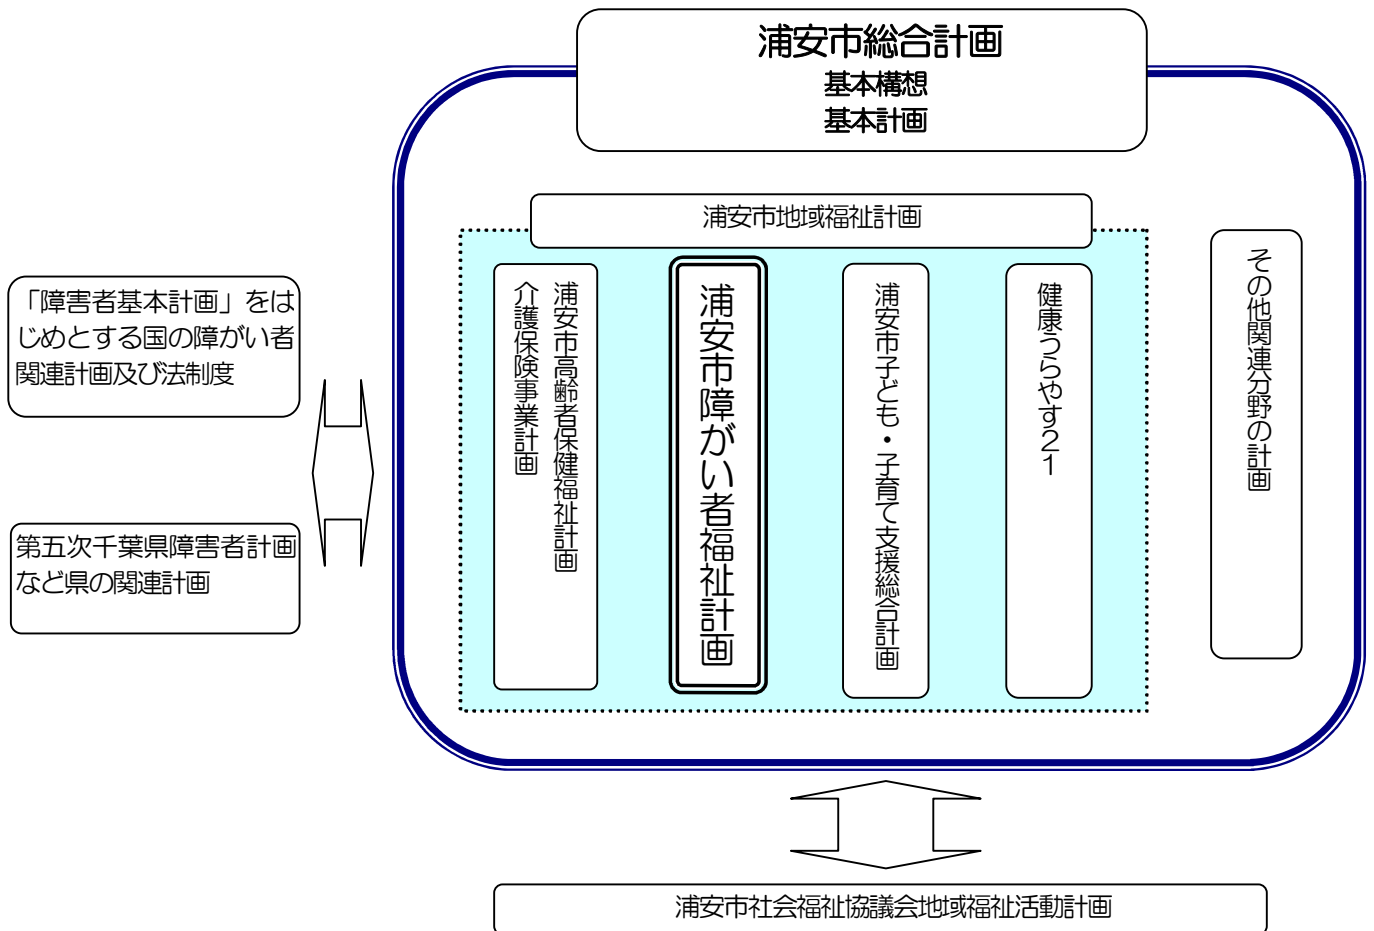 浦安市総合計画
基本構想
基本計画
浦安市地域福祉計画
「障害者基本計画」をは
じめとする国の障がい者
関連計画及び法制度
第五次千葉県障害者計画
など県の関連計画
浦安市高齢者保健福祉計画
介護保険事業計画
浦安市障がい者福祉計画
浦安市子ども・子育て支援総合計画
健康うらやす21
その他関連分野の計画
浦安市社会福祉協議会地域福祉活動計画